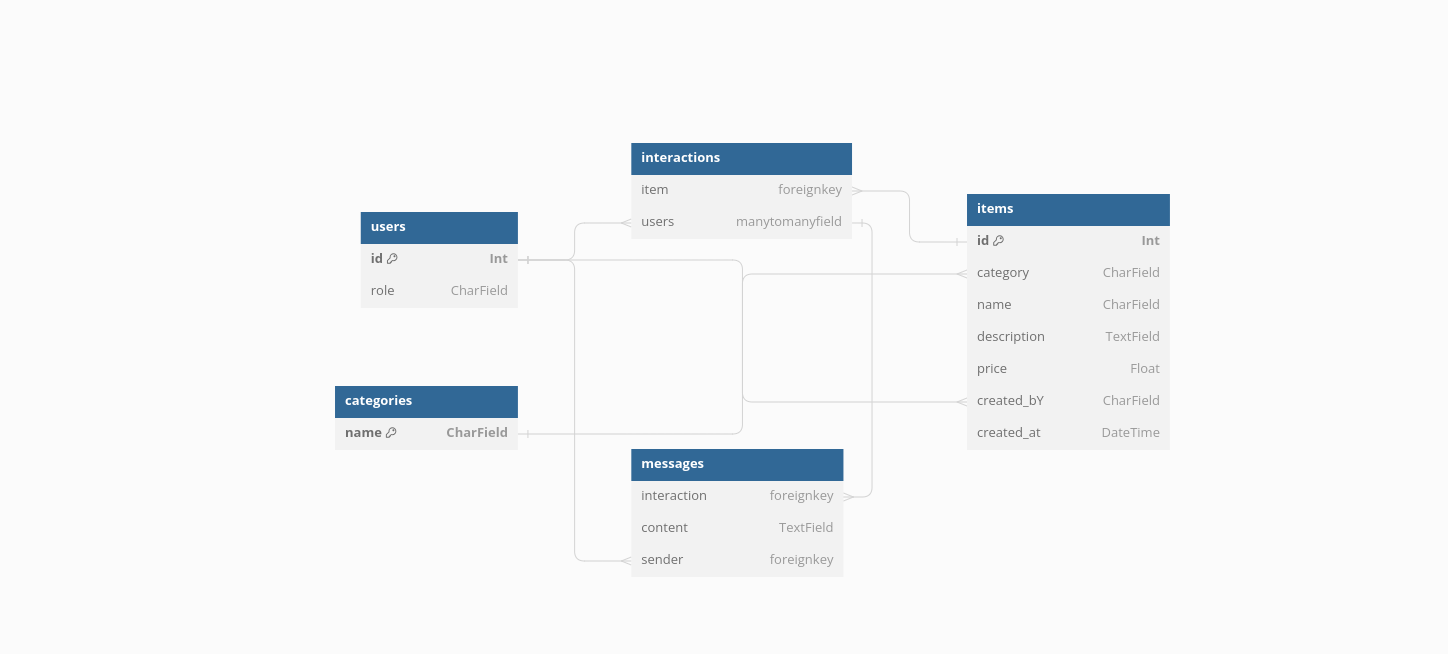 users
id Int
role CharField
categories
name CharField
interactions
item foreignkey
users manytomanyfield
messages
interaction foreignkey
content TextField
sender foreignkey
items
id Int
category CharField
name CharField
description TextField
price Float
created_bY CharField
created_at DateTime